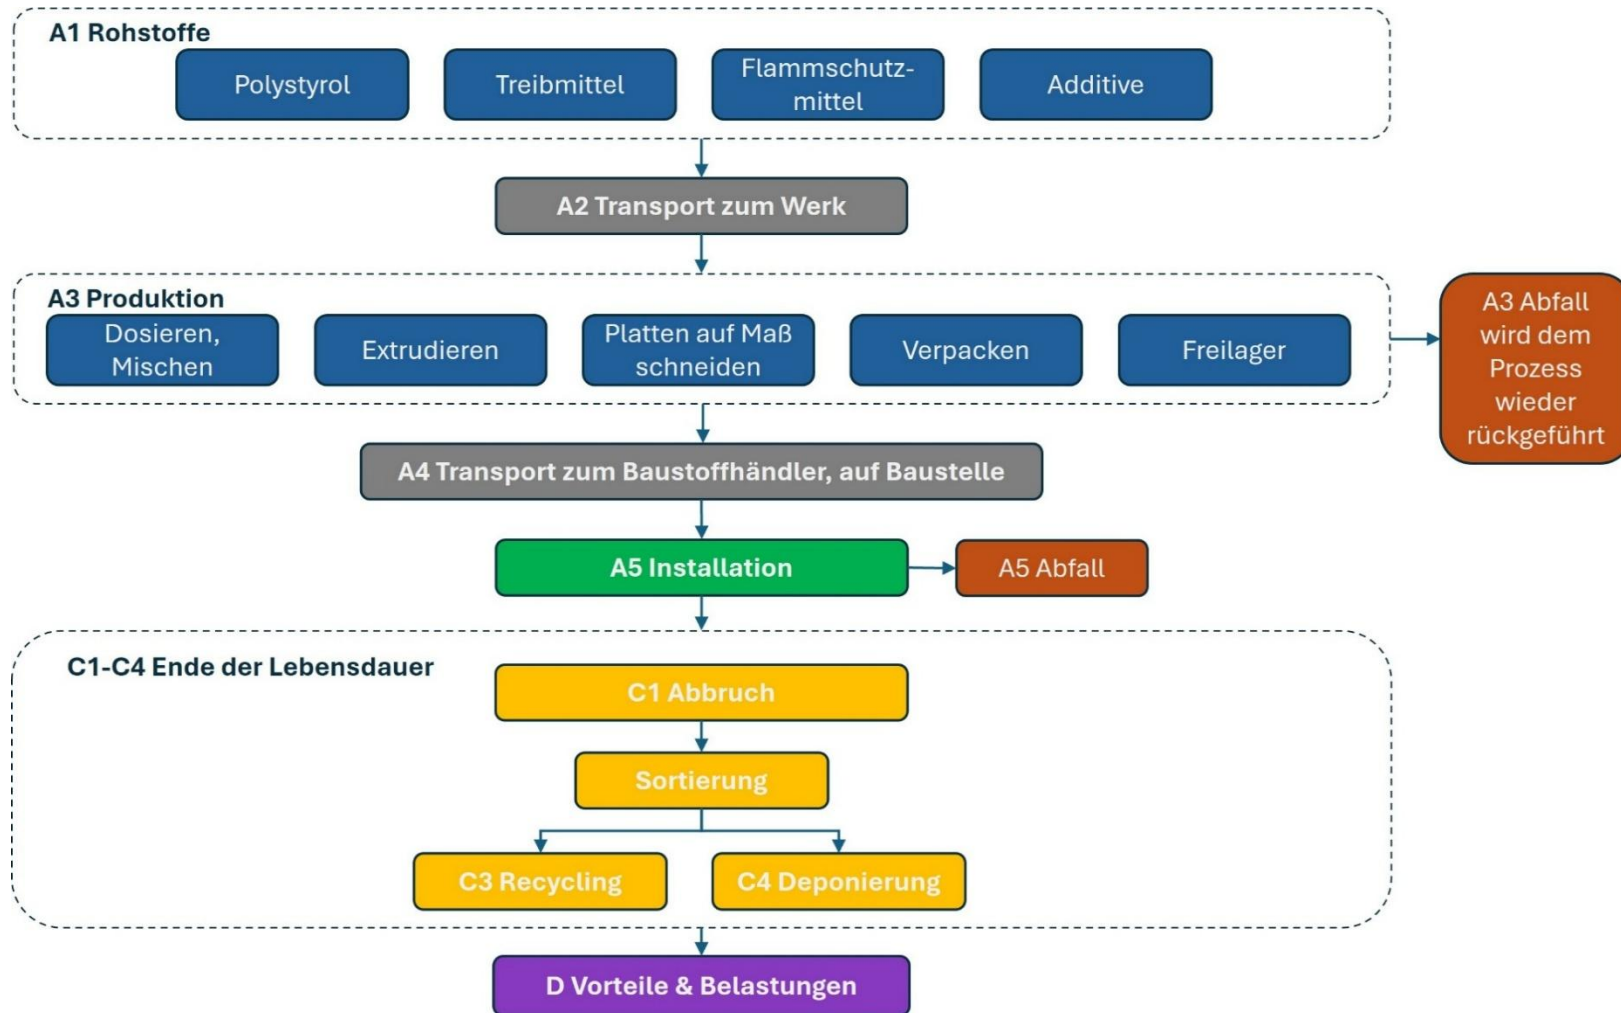 A1 Rohstoffe
Polystyrol
Treibmittel
Flammschutz-
mittel
Additive
A2 Transport zum Werk
A3 Produktion
Dosieren,
Mischen
Extrudieren
Platten auf Maß
schneiden
Verpacken
Freilager
A3 Abfall
wird dem
Prozess
wieder
rückgeführt
A4 Transport zum Baustoffhändler, auf Baustelle
A5 Installation
A5 Abfall
C1-C4 Ende der Lebensdauer
C1 Abbruch
Sortierung
C3 Recycling
C4 Deponierung
D Vorteile & Belastungen